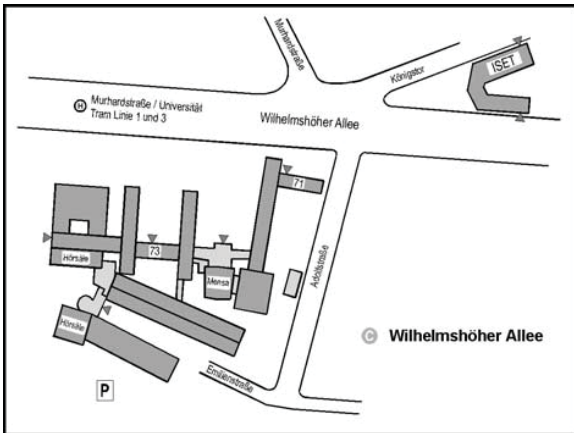 Murhardstraße
Königstor
ISET
H
Murhardstraße / Universität
Tram Linie 1 und 3
Wilhelmshöher Allee
71
73
Hörsäle
Mensa
Adolfstraße
Hörsäle
C Wilhelmshöher Allee
Emilienstraße
P